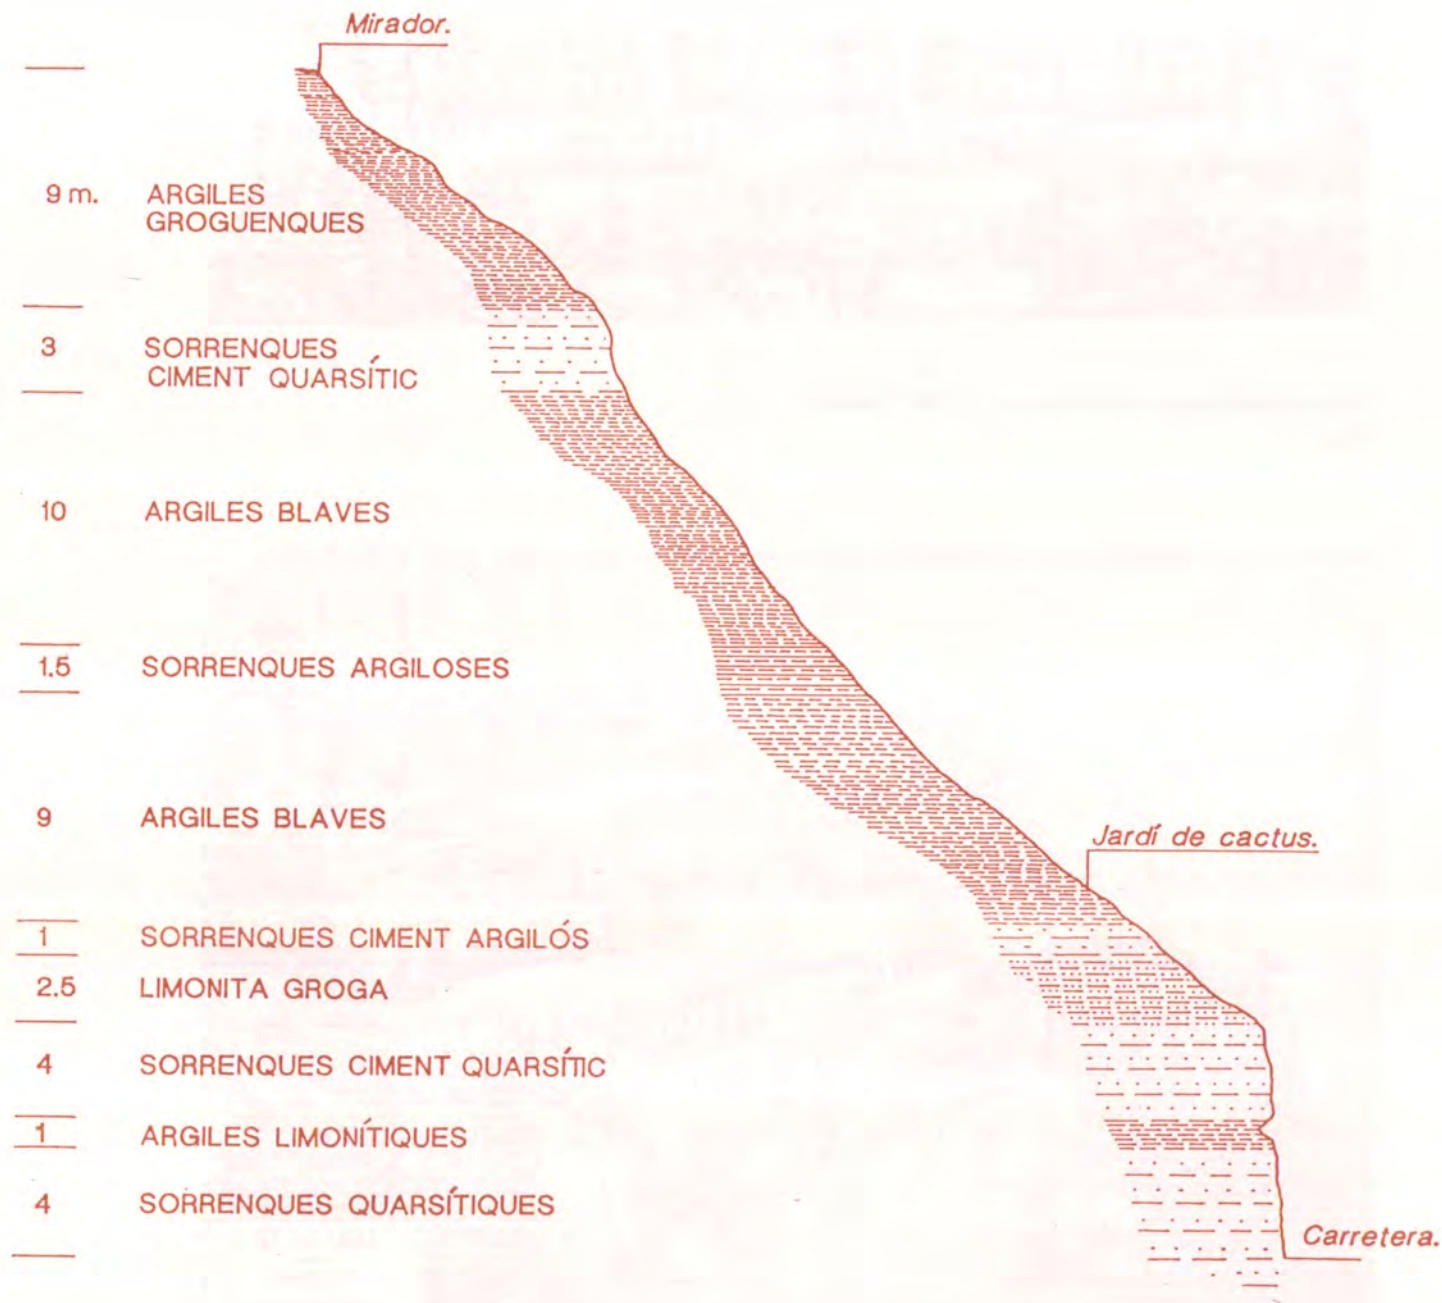 Mirador.
9 m. ARGILES
GROGUENQUES
3 SORRENQUES
CIMENT QUARSÍTIC
10 ARGILES BLAVES
1.5 SORRENQUES ARGILOSES
9 ARGILES BLAVES
Jardí de cactus.
1 SORRENQUES CIMENT ARGILÓS
2.5 LIMONITA GROGA
4 SORRENQUES CIMENT QUARSÍTIC
1 ARGILES LIMONÍTIQUES
4 SORRENQUES QUARSÍTIQUES
Carretera.